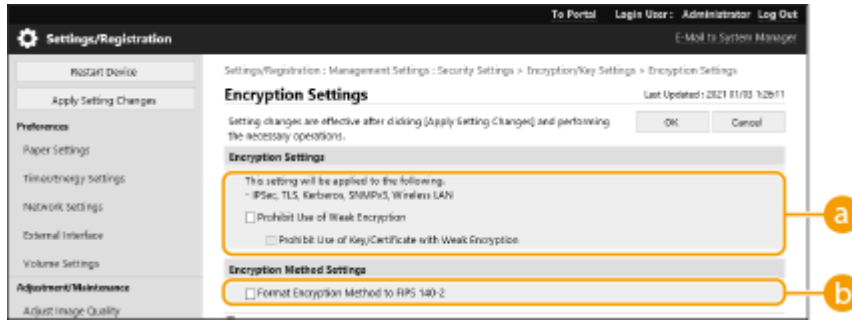 To Portal Login User: Administrator Log Out
Settings/Registration
E-Mail to System Manager
Restart Device
Apply Setting Changes
Preferences
Paper Settings
Timer/Energy Settings
Network Settings
External Interface
Volume Settings
Adjustment/Maintenance
Adjust Image Quality
Settings/Registration : Management Settings : Security Settings > Encryption/Key Settings > Encryption Settings
Encryption Settings
Last Updated : 2021 01/03 1:26:11
Setting changes are effective after clicking [Apply Setting Changes] and performing
the necessary operations.
OK
Cancel
Encryption Settings
This setting will be applied to the following.
- IPSec, TLS, Kerberos, SNMPv3, Wireless LAN
Prohibit Use of Weak Encryption
Prohibit Use of Key/Certificate with Weak Encryption
a
Encryption Method Settings
Format Encryption Method to FIPS 140-2
b